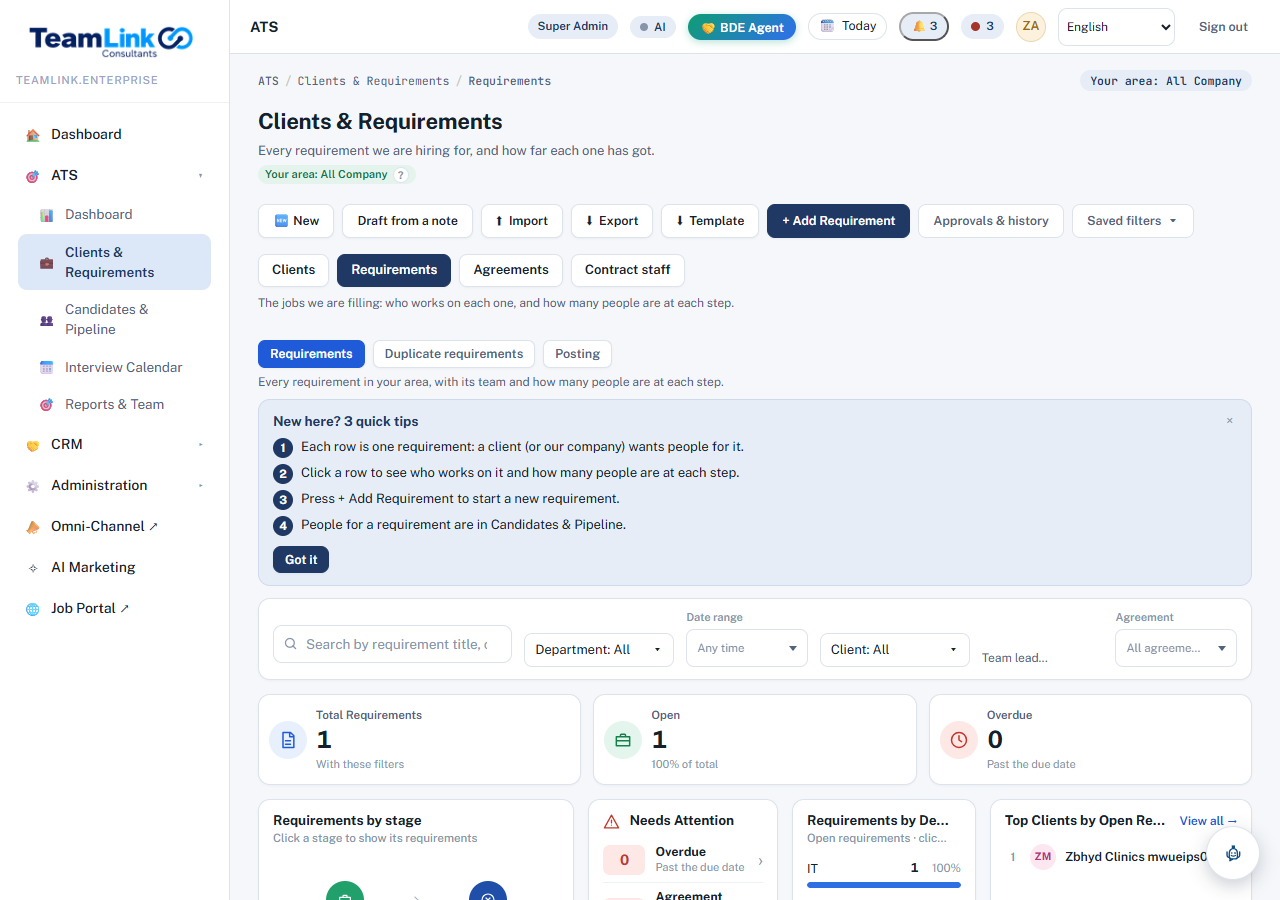 TeamLink
Consultants
TEAMLINK.ENTERPRISE
Dashboard
ATS
Dashboard
Clients &
Requirements
Candidates &
Pipeline
Interview Calendar
Reports & Team
CRM
Administration
Omni-Channel ↗
AI Marketing
Job Portal ↗
ATS
Super Admin
AI
BDE Agent
Today
3
3
ZA
English
Sign out
ATS / Clients & Requirements / Requirements
Your area: All Company
Clients & Requirements
Every requirement we are hiring for, and how far each one has got.
Your area: All Company ?
New
Draft from a note
⬆ Import
⬇ Export
⬇ Template
+ Add Requirement
Approvals & history
Saved filters
Clients
Requirements
Agreements
Contract staff
The jobs we are filling: who works on each one, and how many people are at each step.
Requirements
Duplicate requirements
Posting
Every requirement in your area, with its team and how many people are at each step.
New here? 3 quick tips
×
1 Each row is one requirement: a client (or our company) wants people for it.
2 Click a row to see who works on it and how many people are at each step.
3 Press + Add Requirement to start a new requirement.
4 People for a requirement are in Candidates & Pipeline.
Got it
Search by requirement title, c
Department: All
Date range
Any time
Client: All
Team lead...
Agreement
All agreeme...
Total Requirements
1
With these filters
Open
1
100% of total
Overdue
0
Past the due date
Requirements by stage
Click a stage to show its requirements
Needs Attention
0
Overdue
Past the due date
Agreement
Requirements by De...
Open requirements · clic...
IT 1 100%
Top Clients by Open Re...
View all →
1 ZM Zbhyd Clinics mwueips0